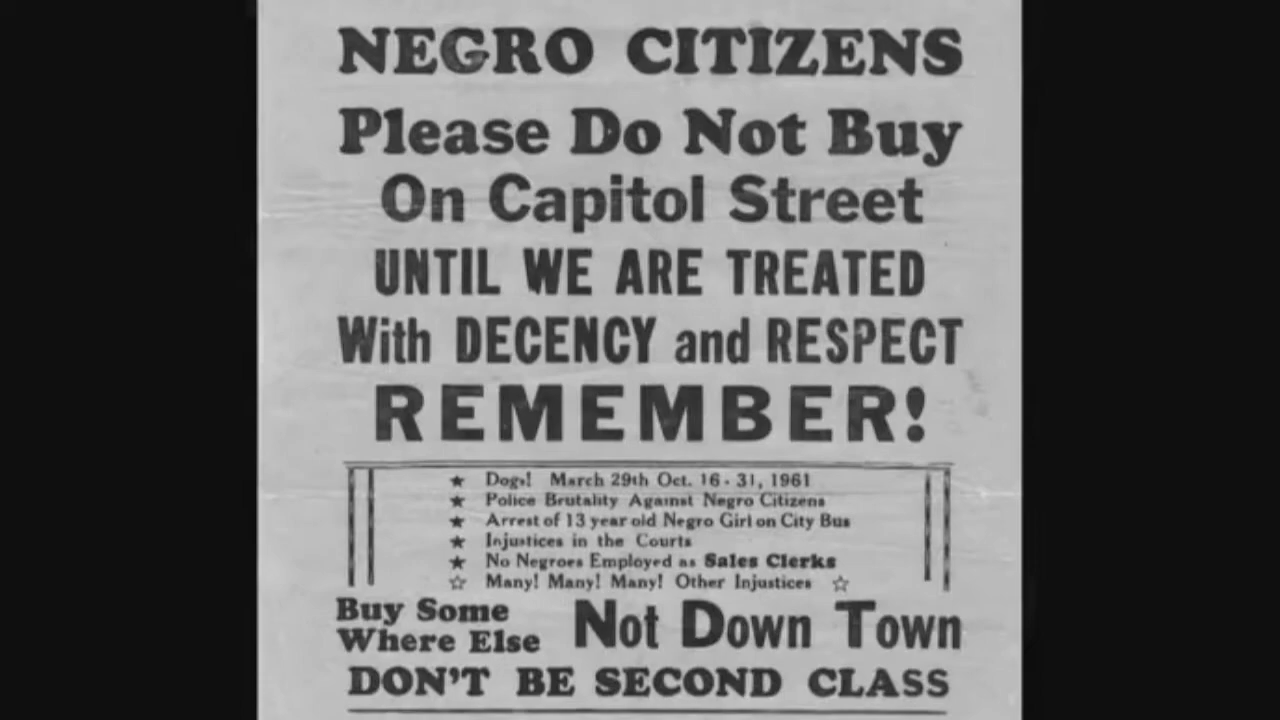 NEGRO CITIZENS
Please Do Not Buy
On Capitol Street
UNTIL WE ARE TREATED
With DECENCY and RESPECT
REMEMBER!
★ Dogs! March 29th Oct. 16 - 31, 1961
★ Police Brutality Against Negro Citizens
★ Arrest of 13 year old Negro Girl on City Bus
★ Injustices in the Courts
★ No Negroes Employed as Sales Clerks
☆ Many! Many! Many! Other Injustices ☆
Buy Some
Where Else
Not Down Town
DON'T BE SECOND CLASS